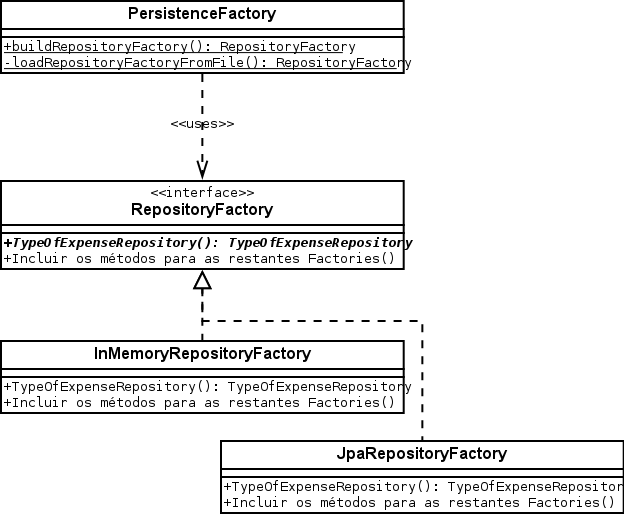 PersistenceFactory
+buildRepositoryFactory(): RepositoryFactory
-loadRepositoryFactoryFromFile(): RepositoryFactory
<<uses>>
<<interface>>
RepositoryFactory
+TypeOfExpenseRepository(): TypeOfExpenseRepository
+Incluir os métodos para as restantes Factories()
InMemoryRepositoryFactory
+TypeOfExpenseRepository(): TypeOfExpenseRepository
+Incluir os métodos para as restantes Factories()
JpaRepositoryFactory
+TypeOfExpenseRepository(): TypeOfExpenseRepositor
+Incluir os métodos para as restantes Factories()